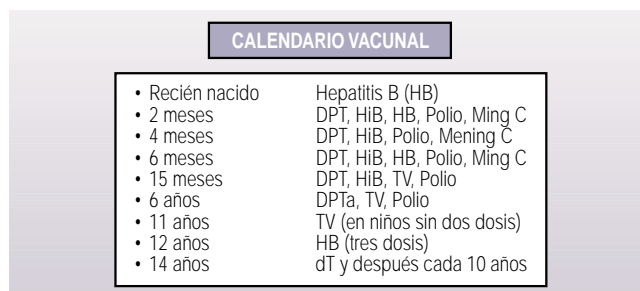 CALENDARIO VACUNAL
• Recién nacido Hepatitis B (HB)
• 2 meses DPT, HiB, HB, Polio, Ming C
• 4 meses DPT, HiB, Polio, Mening C
• 6 meses DPT, HiB, HB, Polio, Ming C
• 15 meses DPT, HiB, TV, Polio
• 6 años DPTa, TV, Polio
• 11 años TV (en niños sin dos dosis)
• 12 años HB (tres dosis)
• 14 años dT y después cada 10 años